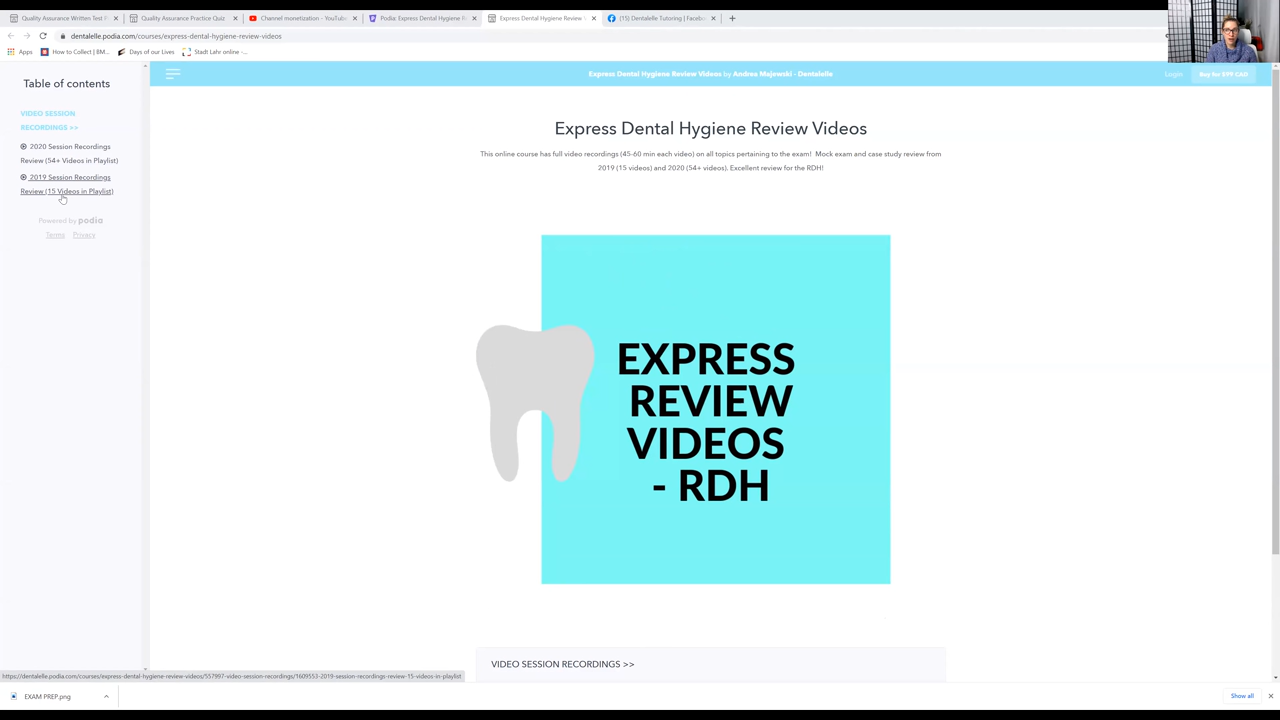 Quality Assurance Written Test P
Quality Assurance Practice Quiz
Channel monetization - YouTube
Podia: Express Dental Hygiene R
Express Dental Hygiene Review V
(15) Dentalelle Tutoring | Faceb
dentalelle.podia.com/courses/express-dental-hygiene-review-videos
Apps
How to Collect | BM...
Days of our Lives
Stadt Lahr online -...
Table of contents
VIDEO SESSION
RECORDINGS >>
2020 Session Recordings
Review (54+ Videos in Playlist)
2019 Session Recordings
Review (15 Videos in Playlist)
Powered by podia
Terms Privacy
Express Dental Hygiene Review Videos by Andrea Majewski - Dentalelle
Login
Buy for $99 CAD
Express Dental Hygiene Review Videos
This online course has full video recordings (45-60 min each video) on all topics pertaining to the exam! Mock exam and case study review from
2019 (15 videos) and 2020 (54+ videos). Excellent review for the RDH!
EXPRESS
REVIEW
VIDEOS
- RDH
VIDEO SESSION RECORDINGS >>
https://dentalelle.podia.com/courses/express-dental-hygiene-review-videos/557997-video-session-recordings/1609553-2019-session-recordings-review-15-videos-in-playlist
EXAM PREP.png
Show all